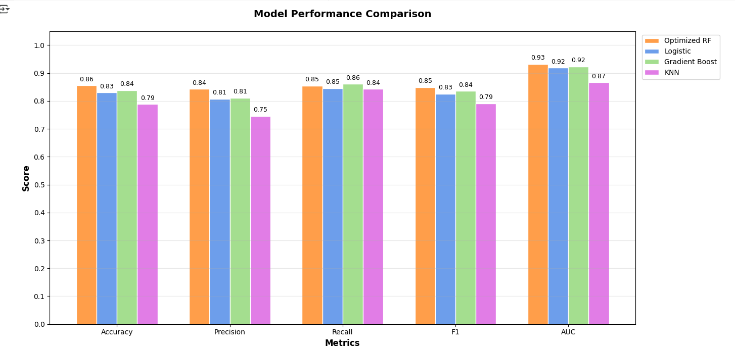 Model Performance Comparison
Optimized RF
Logistic
Gradient Boost
KNN
Score
1.0
0.9
0.8
0.7
0.6
0.5
0.4
0.3
0.2
0.1
0.0
0.86 0.83 0.84 0.79
0.84 0.81 0.81 0.75
0.85 0.85 0.86 0.84
0.85 0.83 0.84 0.79
0.93 0.92 0.92 0.87
Accuracy Precision Recall F1 AUC
Metrics